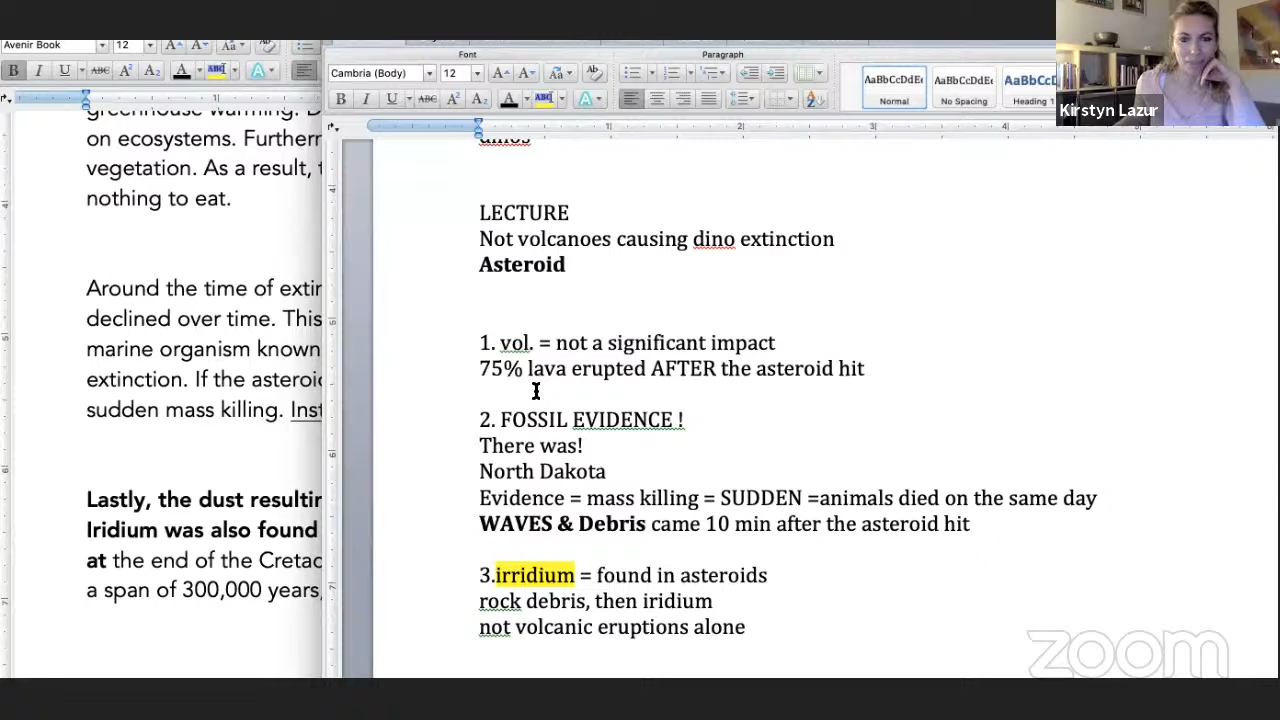 Avenir Book 12
Font
Paragraph
Cambria (Body) 12
AaBbCcDdEe
AaBbCcDdEe
AaBbCcD
Normal
No Spacing
Heading 1
Kirstyn Lazur
greenhouse warming. D
on ecosystems. Furthern
vegetation. As a result, t
nothing to eat.
Around the time of extin
declined over time. This
marine organism known
extinction. If the asteroid
sudden mass killing. Inst
Lastly, the dust resultin
Iridium was also found
at the end of the Cretac
a span of 300,000 years,
dinos
LECTURE
Not volcanoes causing dino extinction
Asteroid
1. vol. = not a significant impact
75% lava erupted AFTER the asteroid hit
2. FOSSIL EVIDENCE !
There was!
North Dakota
Evidence = mass killing = SUDDEN =animals died on the same day
WAVES & Debris came 10 min after the asteroid hit
3.irridium = found in asteroids
rock debris, then iridium
not volcanic eruptions alone
zoom